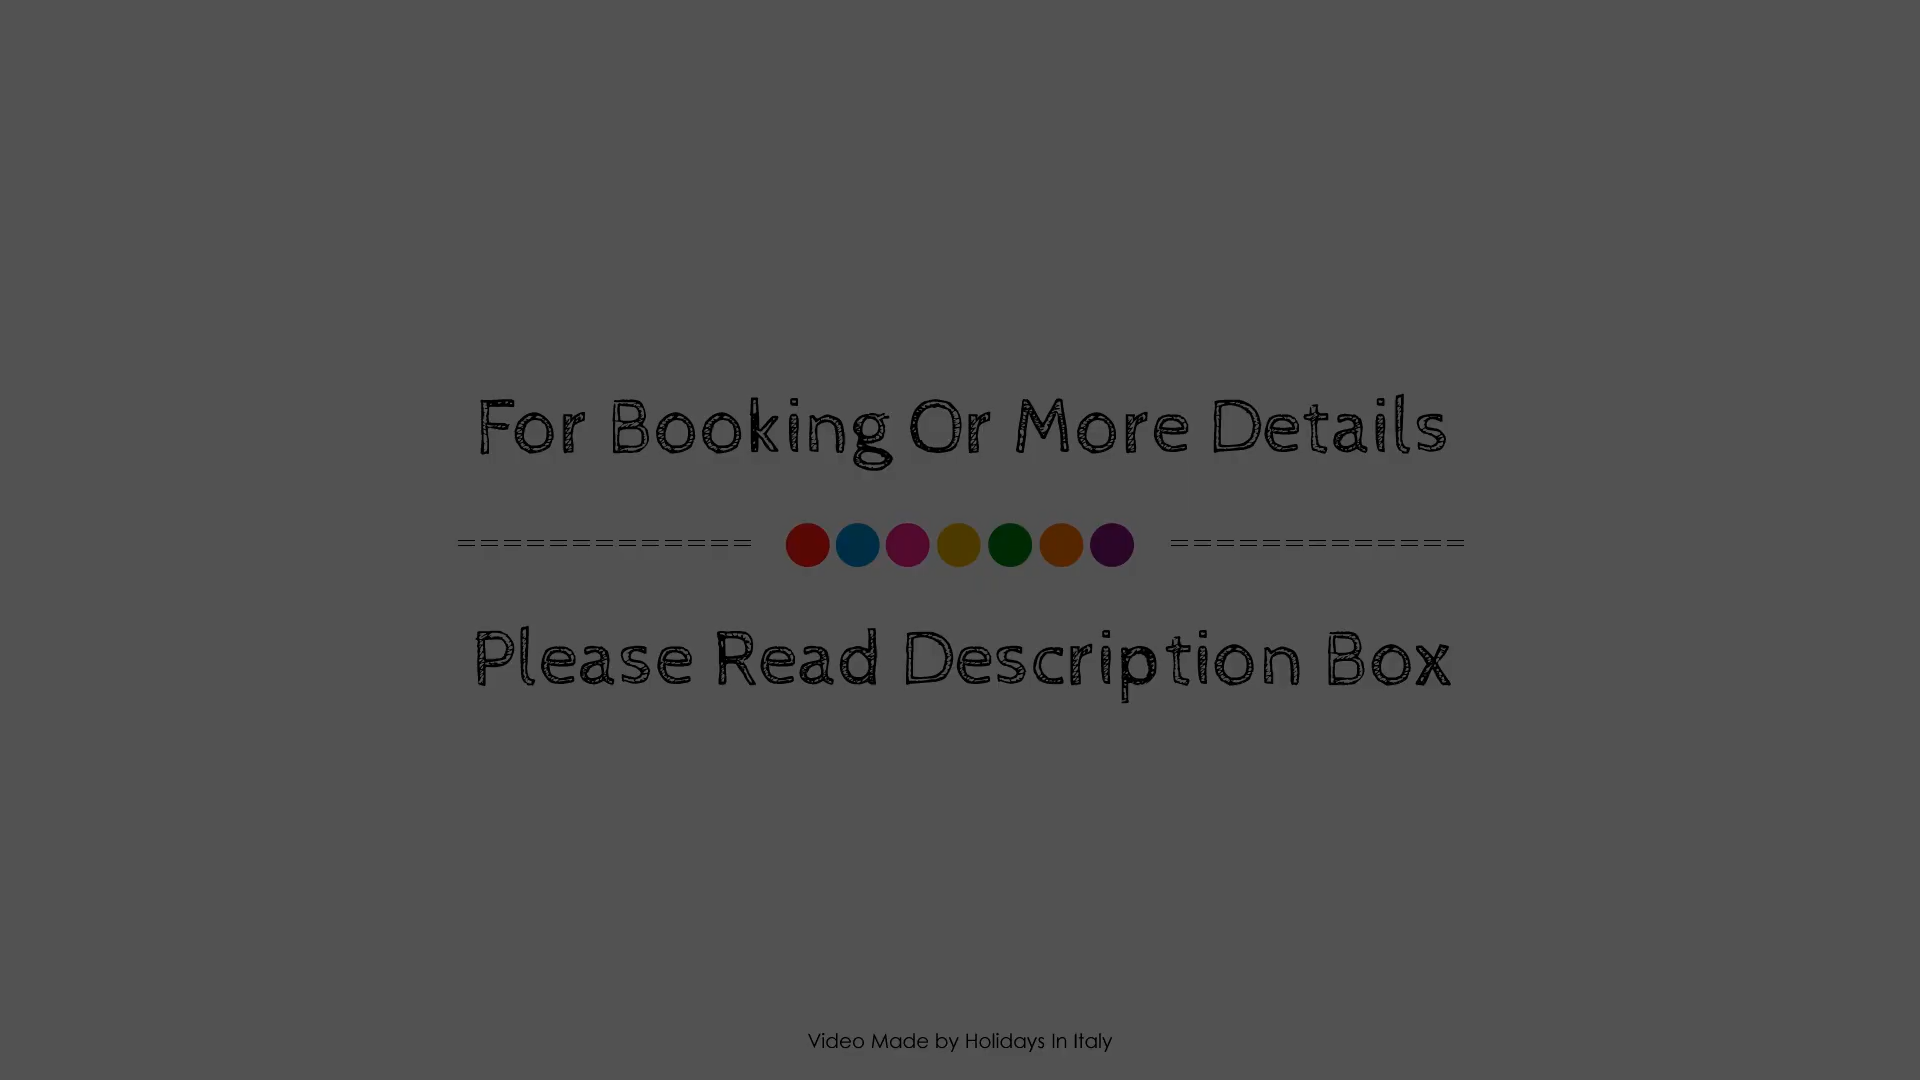 For Booking Or More Details
============= =============
Please Read Description Box
Video Made by Holidays In Italy